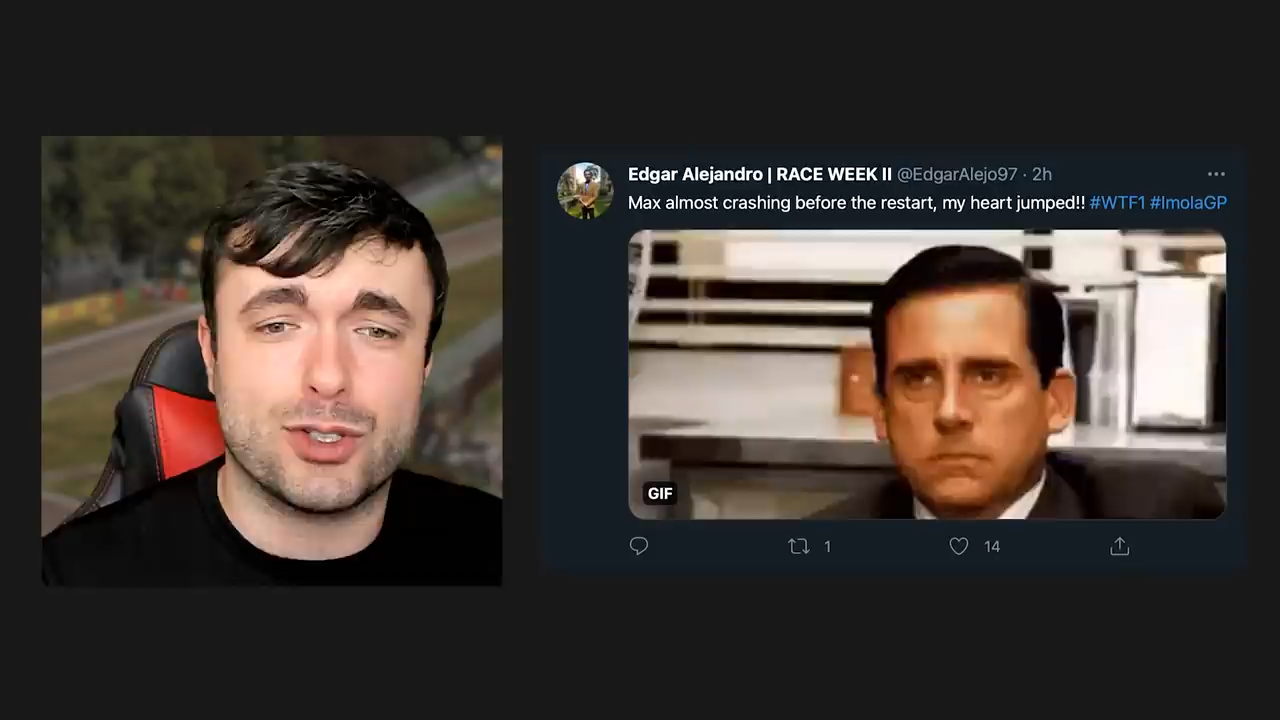 Edgar Alejandro | RACE WEEK II @EdgarAlejo97 · 2h
Max almost crashing before the restart, my heart jumped!! #WTF1 #ImolaGP
GIF
1
14